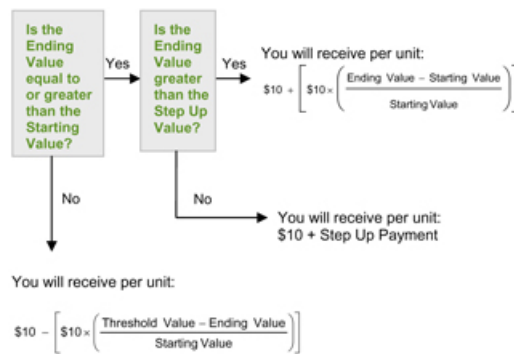 Is the
Ending
Value
equal to
or greater
than the
Starting
Value?
Yes
Is the
Ending
Value
greater
than the
Step Up
Value?
Yes
You will receive per unit:
$10 + [ $10 × ( Ending Value – Starting Value
Starting Value ) ]
No
No
You will receive per unit:
$10 + Step Up Payment
You will receive per unit:
$10 – [ $10 × ( Threshold Value – Ending Value
Starting Value ) ]